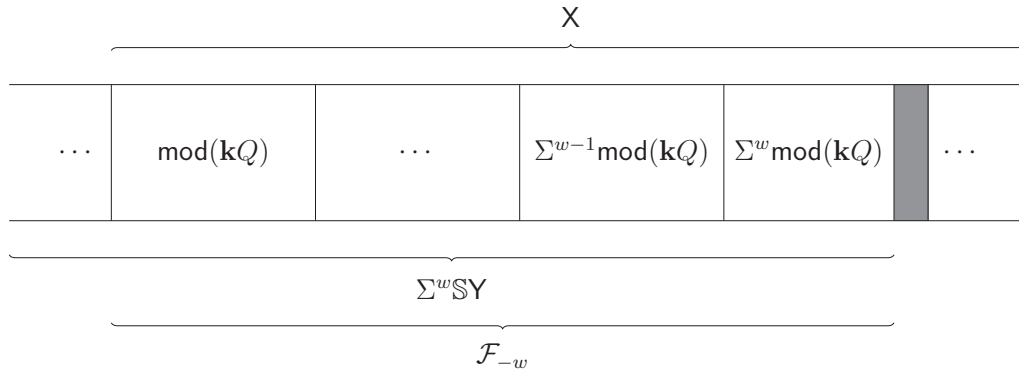 X
⋯ mod(𝐤Q) ⋯ Σ^{w−1}mod(𝐤Q) Σ^{w}mod(𝐤Q) ⋯
Σ^{w}𝕊Y
ℱ_{−w}